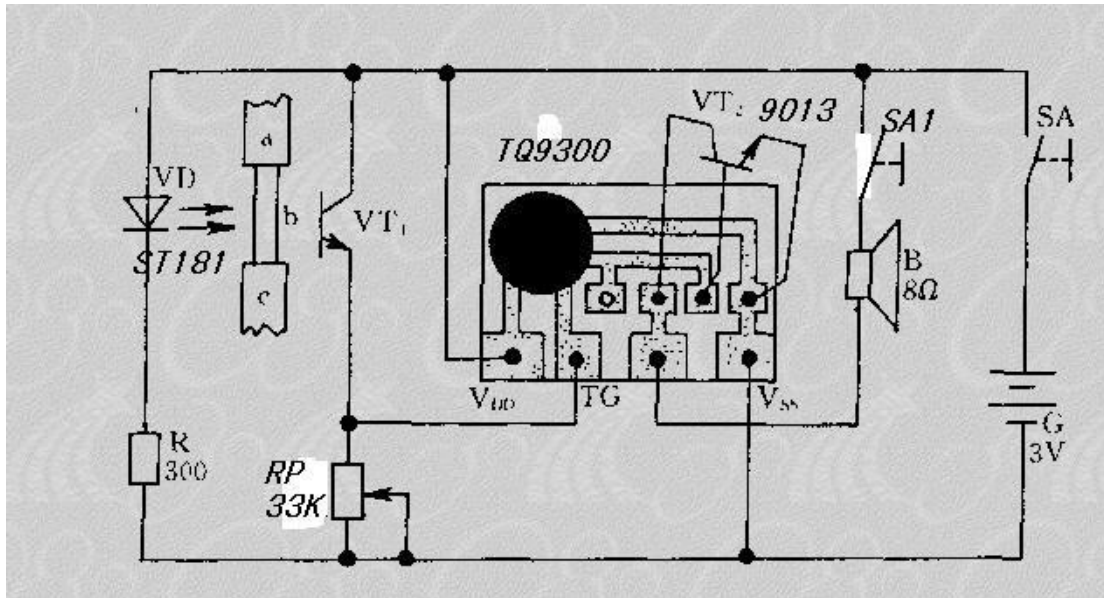 VT₂ 9013
SA1
SA
TQ9300
a
VD
b
VT₁
ST181
c
B
8Ω
V_DD
TG
V_SS
G
3V
R
300
RP
33K